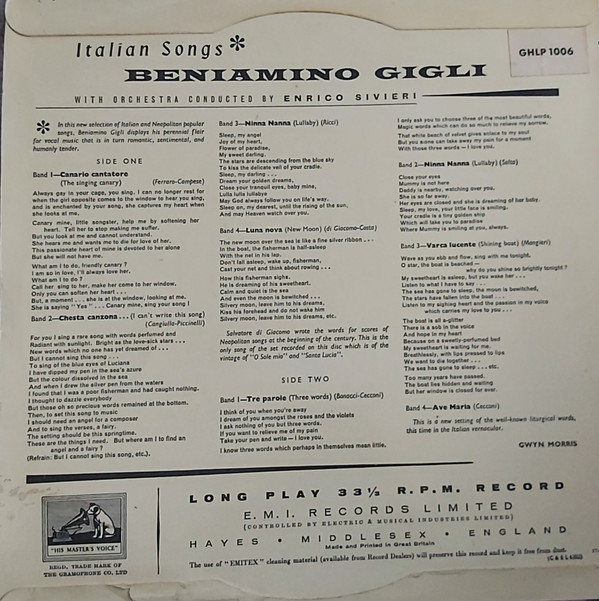 Italian Songs*
GHLP 1006
BENIAMINO GIGLI
WITH ORCHESTRA CONDUCTED BY ENRICO SIVIERI
* In this new selection of Italian and Neapolitan popular
songs, Beniamino Gigli displays his perennial flair
for vocal music that is in turn romantic, sentimental, and
humanly tender.
SIDE ONE
Band 1—Canario cantatore
(The singing canary) (Ferraro-Campese)
Always gay in your cage, you sing. I can no longer rest for
when the girl opposite comes to the window to hear you sing,
and is enchanted by your song, she captures my heart when
she looks at me.
Canary mine, little songster, help me by softening her
heart. Tell her to stop making me suffer.
But you look at me and cannot understand.
She hears me and wants me to die for love of her,
This passionate heart of mine is devoted to her alone
But she will not have me.
What am I to do, friendly canary?
I am so in love, I'll always love her.
What am I to do?
Call her to sing to her, make her come to her window.
Only you can soften her heart . . .
But, a moment . . . she is at the window, looking at me,
She is saying "Yes" . . . Canary mine, sing your song!
Band 2—Chesta canzona . . . (I can't write this song)
(Cangiullo-Piccinelli)
For you I sing a rare song with words perfumed and
Radiant with sunlight. Bright as the love-sick stars . . .
New words which no one has yet dreamed of . . .
But I cannot sing this song . . .
To sing of the blue eyes of Luciana
I have dipped my pen in the sea's azure
But the colour dissolved in the sea
And when I drew the silver pen from the waters
I found that I was a poor fisherman and had caught nothing.
I thought to dazzle everybody
But those oh so precious words remained at the bottom.
Then, to set this song to music
I should need an angel for a composer
And to sing the verses, a fairy.
The setting should be this springtime.
These are the things I need. But where am I to find an
angel and a fairy?
(Refrain: But I cannot sing this song, etc.).
Band 3—Ninna Nanna (Lullaby) (Ricci)
Sleep, my angel
Joy of my heart,
Flower of paradise,
My sweet darling.
The stars are descending from the blue sky
To kiss the delicate veil of your cradle.
Sleep, my darling . . .
Dream your golden dreams,
Close your tranquil eyes, baby mine,
Lulla lulla lullabye
May God always follow you on life's way.
Sleep on, my dearest, until the rising of the sun,
And may Heaven watch over you.
Band 4—Luna nova (New Moon) (di Giacomo-Costa)
The new moon over the sea is like a fine silver ribbon . . .
In the boat, the fisherman is half-asleep
With the net in his lap.
Don't fall asleep, wake up, fisherman,
Cast your net and think about rowing . . .
How this fisherman sighs.
He is dreaming of his sweetheart.
Calm and quiet is the sea
And even the moon is bewitched . . .
Silvery moon, leave him to his dreams,
Kiss his forehead and do not wake him
Silvery moon, leave him to his dreams,
Silvery moon, leave him to his dreams, etc.
Salvatore di Giacomo wrote the words for scores of
Neapolitan songs at the beginning of the century. This is the
only song of the set recorded on this disc which is of the
vintage of "O Sole mio" and "Santa Lucia".
SIDE TWO
Band 1—Tre parole (Three words) (Bonacci-Cecconi)
I think of you when you're away
I dream of you amongst the roses and the violets
I ask nothing of you but three words.
If you want to relieve me of my pain
Take your pen and write—I love you.
I know three words which perhaps in themselves mean little.
I only ask you to choose three of the most beautiful words,
Magic words which can do so much to relieve my sorrow.
That white beach of velvet gives solace to my soul
But you alone can take away my pain for a moment
With those three words—I love you.
Band 2—Ninna Nanna (Lullaby) (Salta)
Close your eyes
Mummy is not here
Daddy is nearby, watching over you.
She is so far away.
Her eyes are closed and she is dreaming of her baby.
Sleep, my love, your little face is smiling.
Your cradle is a tiny golden ship
Which will take you to paradise
Where Mummy is smiling at you, always.
Band 3—Varca lucente (Shining boat) (Mangieri)
Wave as you ebb and flow, sing with me tonight,
O star, the boat is beached—
why do you shine so brightly tonight?
My sweetheart is asleep, but you wake her . . .
Listen to what I have to say . . .
The sea has gone to sleep, the moon is bewitched,
The stars have fallen into the boat . . .
Listen to my sighing heart and the passion in my voice
which carries my love to you . . .
The boat is all a-glitter
There is a sob in the voice
And hope in my heart
Because on a sweetly-perfumed bed
My sweetheart is waiting for me.
Breathlessly, with lips pressed to lips
We want to die together . . .
The sea has gone to sleep . . . etc.
Too many years have passed.
The boat lies hidden and waiting
But her window is closed for ever.
Band 4—Ave Maria (Cecconi)
This is a new setting of the well-known liturgical words,
this time in the Italian vernacular.
GWYN MORRIS
"HIS MASTER'S VOICE"
REGD. TRADE MARK OF
THE GRAMOPHONE CO, LTD
LONG PLAY 33⅓ R.P.M. RECORD
E.M.I. RECORDS LIMITED
(CONTROLLED BY ELECTRIC & MUSICAL INDUSTRIES LIMITED)
HAYES · MIDDLESEX · ENGLAND
Made and Printed in Great Britain
The use of "EMITEX" cleaning material (available from Record Dealers) will preserve this record and keep it free from dust.